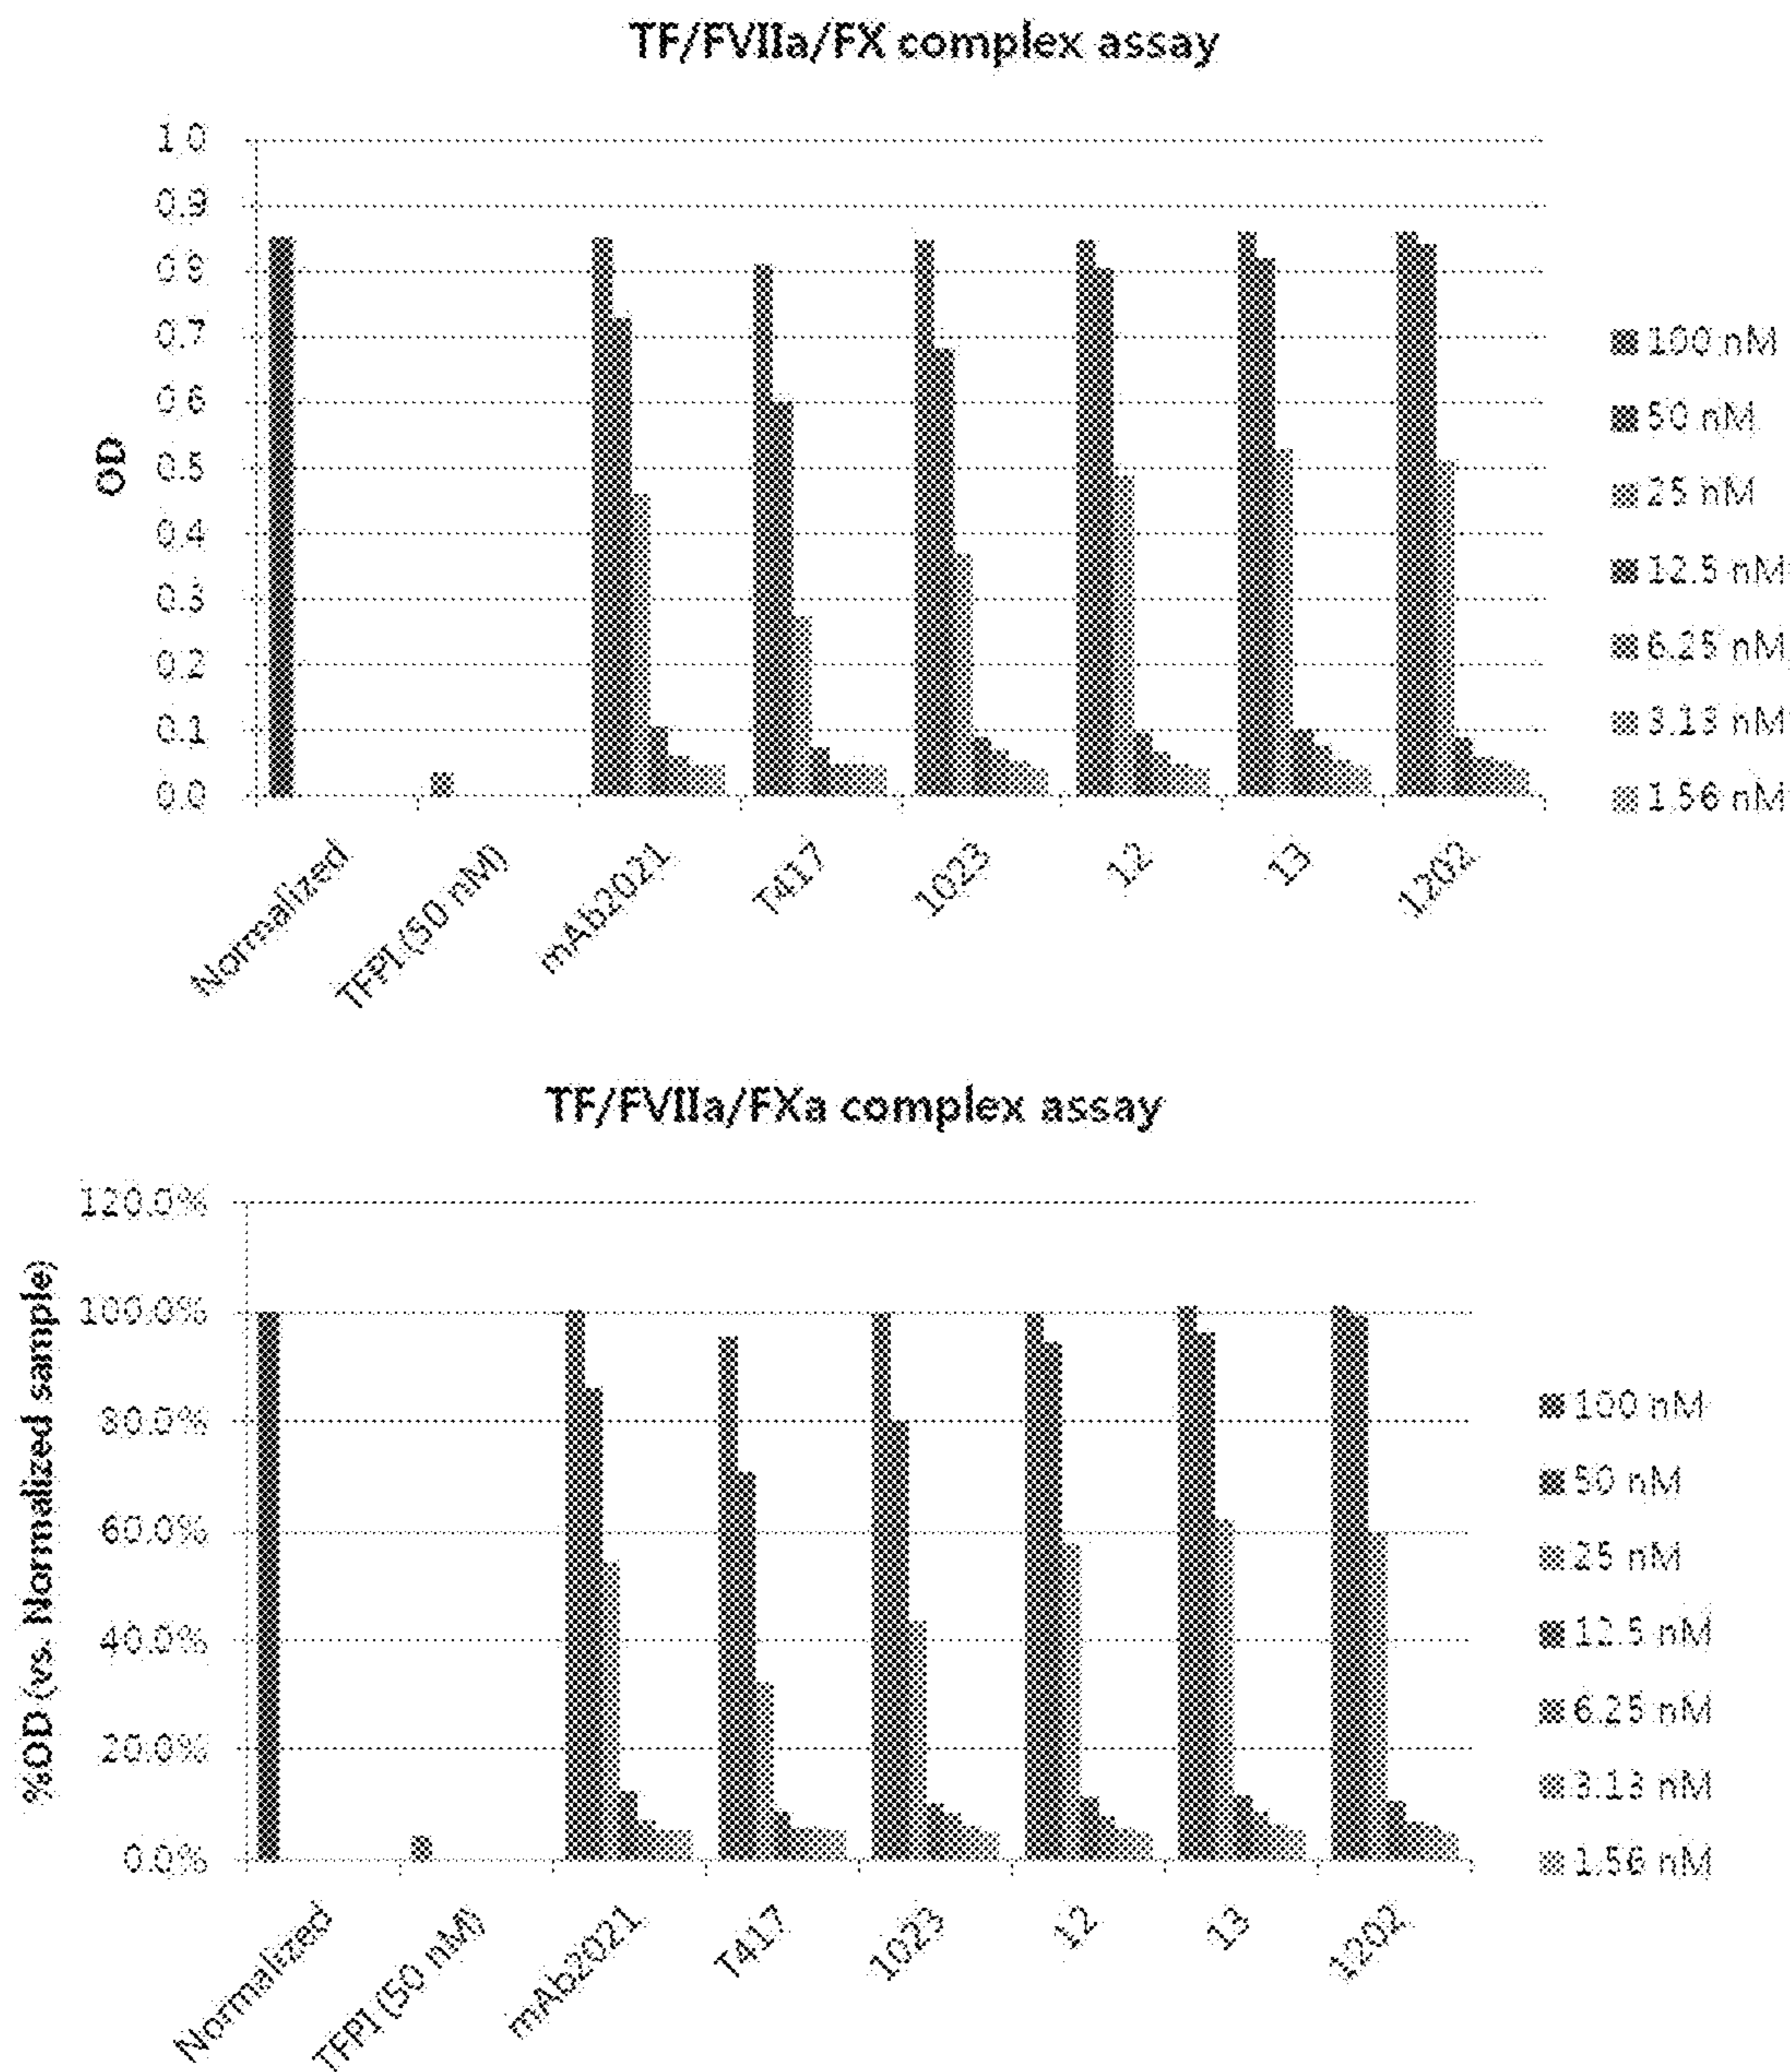 TF/FVIIa/FX complex assay
OD
1.0
0.9
0.8
0.7
0.6
0.5
0.4
0.3
0.2
0.1
0.0
Normalized
TFPI (50 nM)
mAb2021
T417
1023
12
13
1202
100 nM
50 nM
25 nM
12.5 nM
6.25 nM
3.13 nM
1.56 nM
TF/FVIIa/FXa complex assay
%OD (vs. Normalized sample)
120.0%
100.0%
80.0%
60.0%
40.0%
20.0%
0.0%
Normalized
TFPI (50 nM)
mAb2021
T417
1023
12
13
1202
100 nM
50 nM
25 nM
12.5 nM
6.25 nM
3.13 nM
1.56 nM